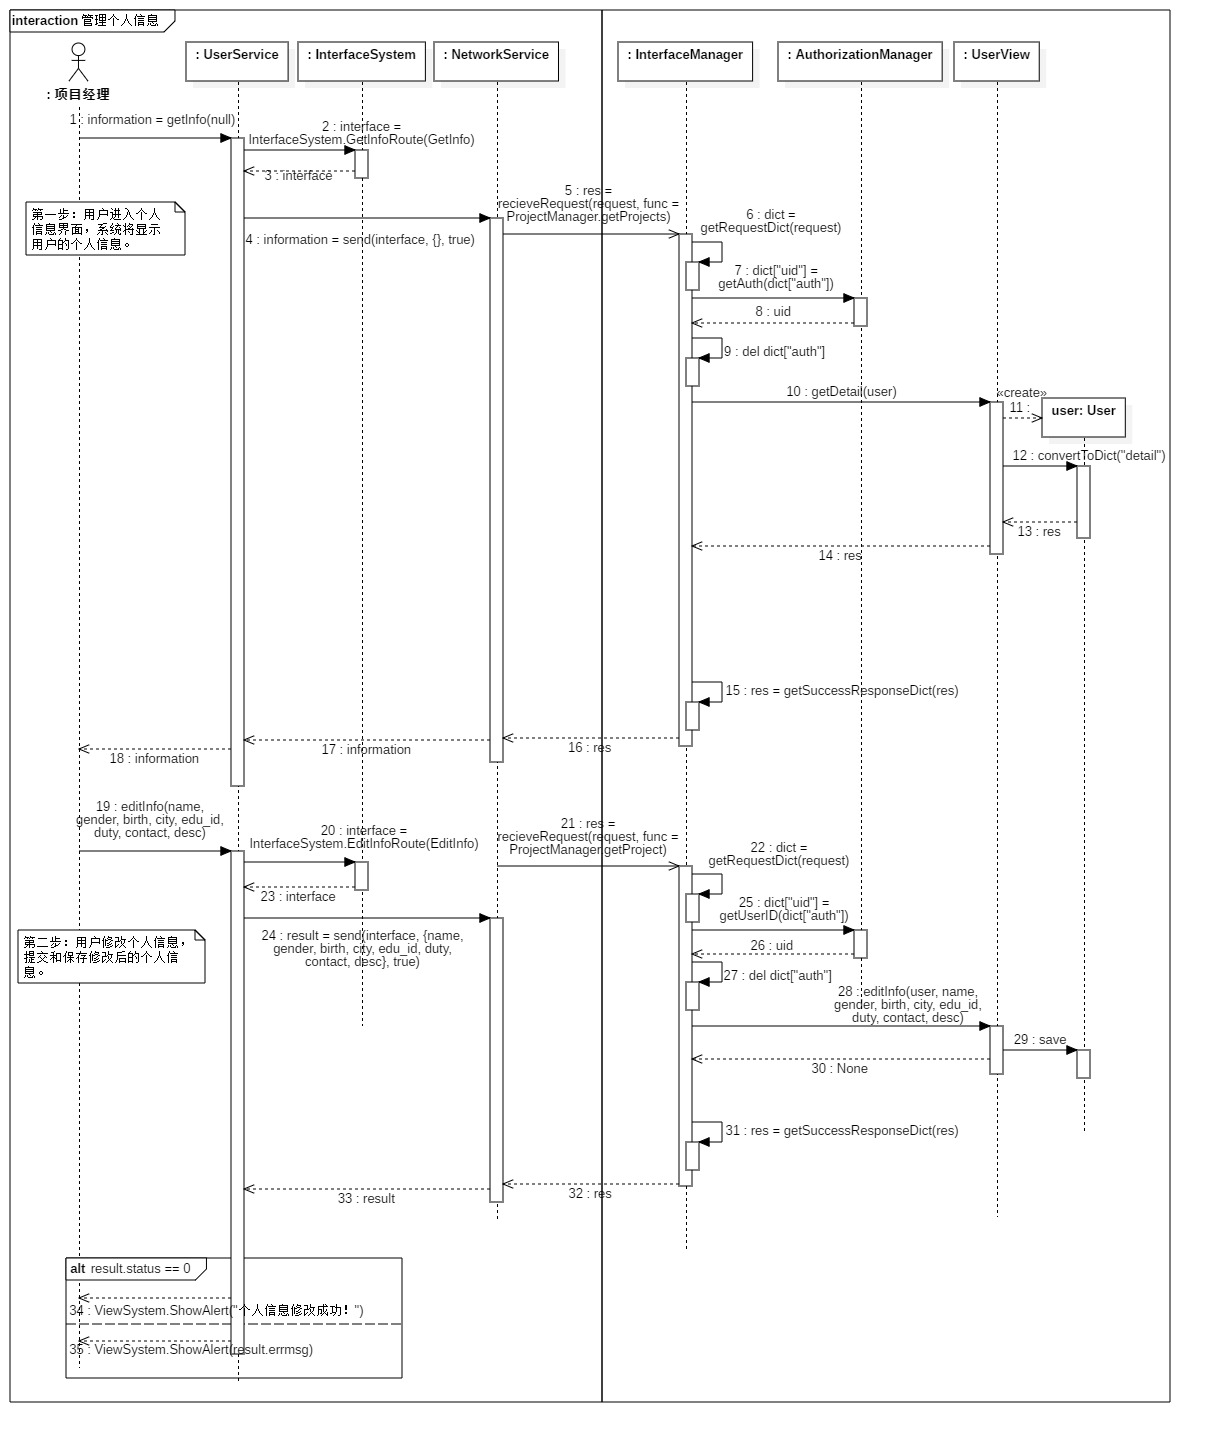 interaction 管理个人信息
: 项目经理
: UserService
: InterfaceSystem
: NetworkService
: InterfaceManager
: AuthorizationManager
: UserView
1 : information = getInfo(null)
2 : interface =
InterfaceSystem.GetInfoRoute(GetInfo)
3 : interface
第一步：用户进入个人
信息界面，系统将显示
用户的个人信息。
4 : information = send(interface, {}, true)
5 : res =
recieveRequest(request, func =
ProjectManager.getProjects)
6 : dict =
getRequestDict(request)
7 : dict["uid"] =
getAuth(dict["auth"])
8 : uid
9 : del dict["auth"]
10 : getDetail(user)
«create»
11 :
user: User
12 : convertToDict("detail")
13 : res
14 : res
15 : res = getSuccessResponseDict(res)
16 : res
17 : information
18 : information
19 : editInfo(name,
gender, birth, city, edu_id,
duty, contact, desc)
20 : interface =
InterfaceSystem.EditInfoRoute(EditInfo)
21 : res =
recieveRequest(request, func =
ProjectManager.getProject)
22 : dict =
getRequestDict(request)
23 : interface
第二步：用户修改个人信息，
提交和保存修改后的个人信
息。
24 : result = send(interface, {name,
gender, birth, city, edu_id, duty,
contact, desc}, true)
25 : dict["uid"] =
getUserID(dict["auth"])
26 : uid
27 : del dict["auth"]
28 : editInfo(user, name,
gender, birth, city, edu_id,
duty, contact, desc)
29 : save
30 : None
31 : res = getSuccessResponseDict(res)
32 : res
33 : result
alt result.status == 0
34 : ViewSystem.ShowAlert("个人信息修改成功！")
35 : ViewSystem.ShowAlert(result.errmsg)